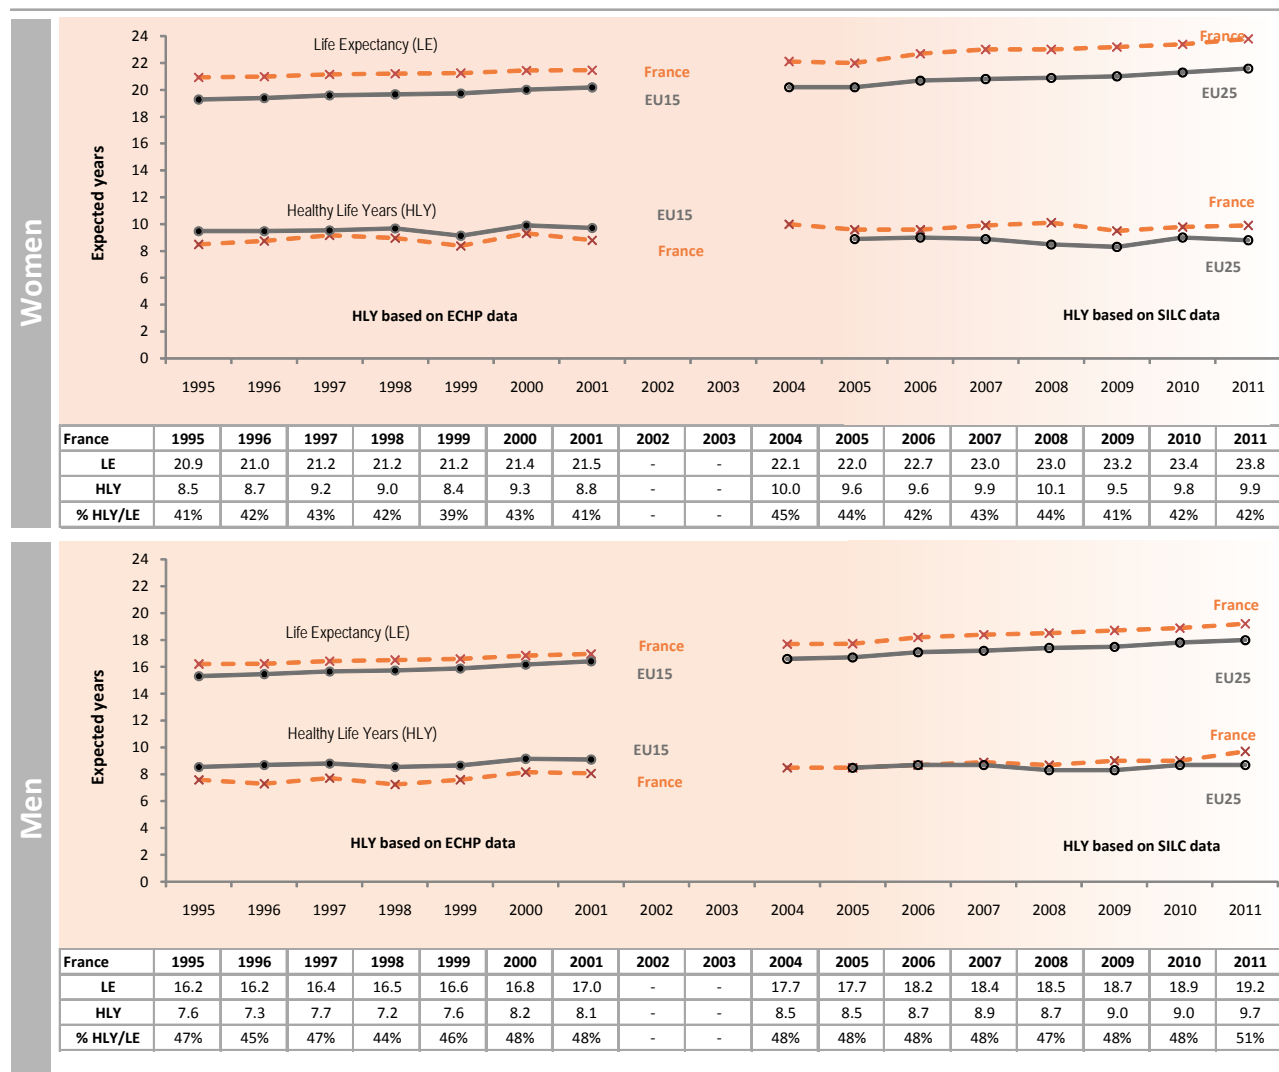 Women
24
22
20
18
16
14
12
10
8
6
4
2
0
Expected years
Life Expectancy (LE)
France
EU15
France
EU25
Healthy Life Years (HLY)
EU15
France
France
EU25
HLY based on ECHP data
HLY based on SILC data
1995 1996 1997 1998 1999 2000 2001 2002 2003 2004 2005 2006 2007 2008 2009 2010 2011
France 1995 1996 1997 1998 1999 2000 2001 2002 2003 2004 2005 2006 2007 2008 2009 2010 2011
LE 20.9 21.0 21.2 21.2 21.2 21.4 21.5 - - 22.1 22.0 22.7 23.0 23.0 23.2 23.4 23.8
HLY 8.5 8.7 9.2 9.0 8.4 9.3 8.8 - - 10.0 9.6 9.6 9.9 10.1 9.5 9.8 9.9
% HLY/LE 41% 42% 43% 42% 39% 43% 41% - - 45% 44% 42% 43% 44% 41% 42% 42%
Men
24
22
20
18
16
14
12
10
8
6
4
2
0
Expected years
Life Expectancy (LE)
France
EU15
France
EU25
Healthy Life Years (HLY)
EU15
France
France
EU25
HLY based on ECHP data
HLY based on SILC data
1995 1996 1997 1998 1999 2000 2001 2002 2003 2004 2005 2006 2007 2008 2009 2010 2011
France 1995 1996 1997 1998 1999 2000 2001 2002 2003 2004 2005 2006 2007 2008 2009 2010 2011
LE 16.2 16.2 16.4 16.5 16.6 16.8 17.0 - - 17.7 17.7 18.2 18.4 18.5 18.7 18.9 19.2
HLY 7.6 7.3 7.7 7.2 7.6 8.2 8.1 - - 8.5 8.5 8.7 8.9 8.7 9.0 9.0 9.7
% HLY/LE 47% 45% 47% 44% 46% 48% 48% - - 48% 48% 48% 48% 47% 48% 48% 51%